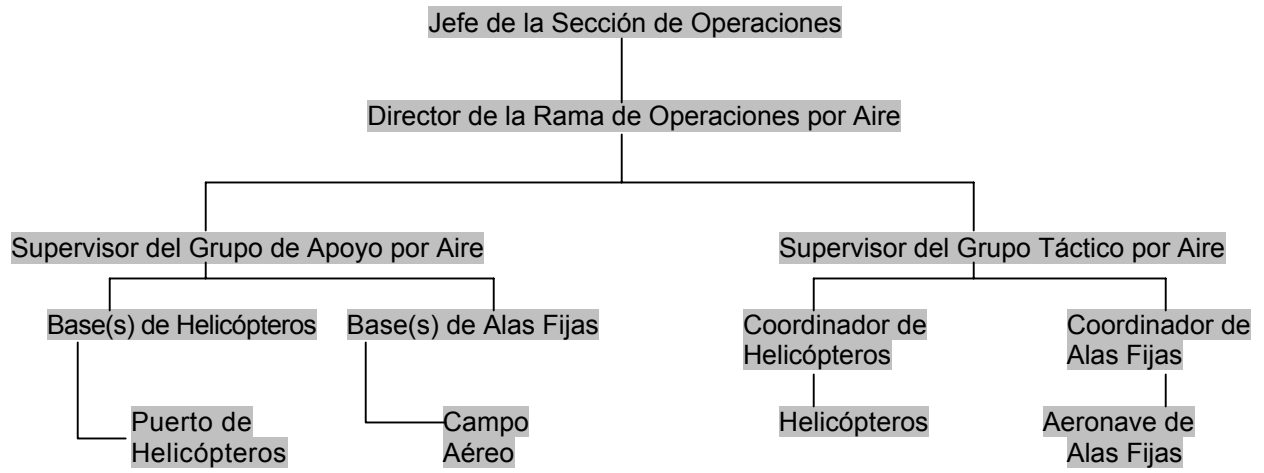 Jefe de la Sección de Operaciones
Director de la Rama de Operaciones por Aire
Supervisor del Grupo de Apoyo por Aire
Supervisor del Grupo Táctico por Aire
Base(s) de Helicópteros
Base(s) de Alas Fijas
Coordinador de
Helicópteros
Coordinador de
Alas Fijas
Puerto de
Helicópteros
Campo
Aéreo
Helicópteros
Aeronave de
Alas Fijas